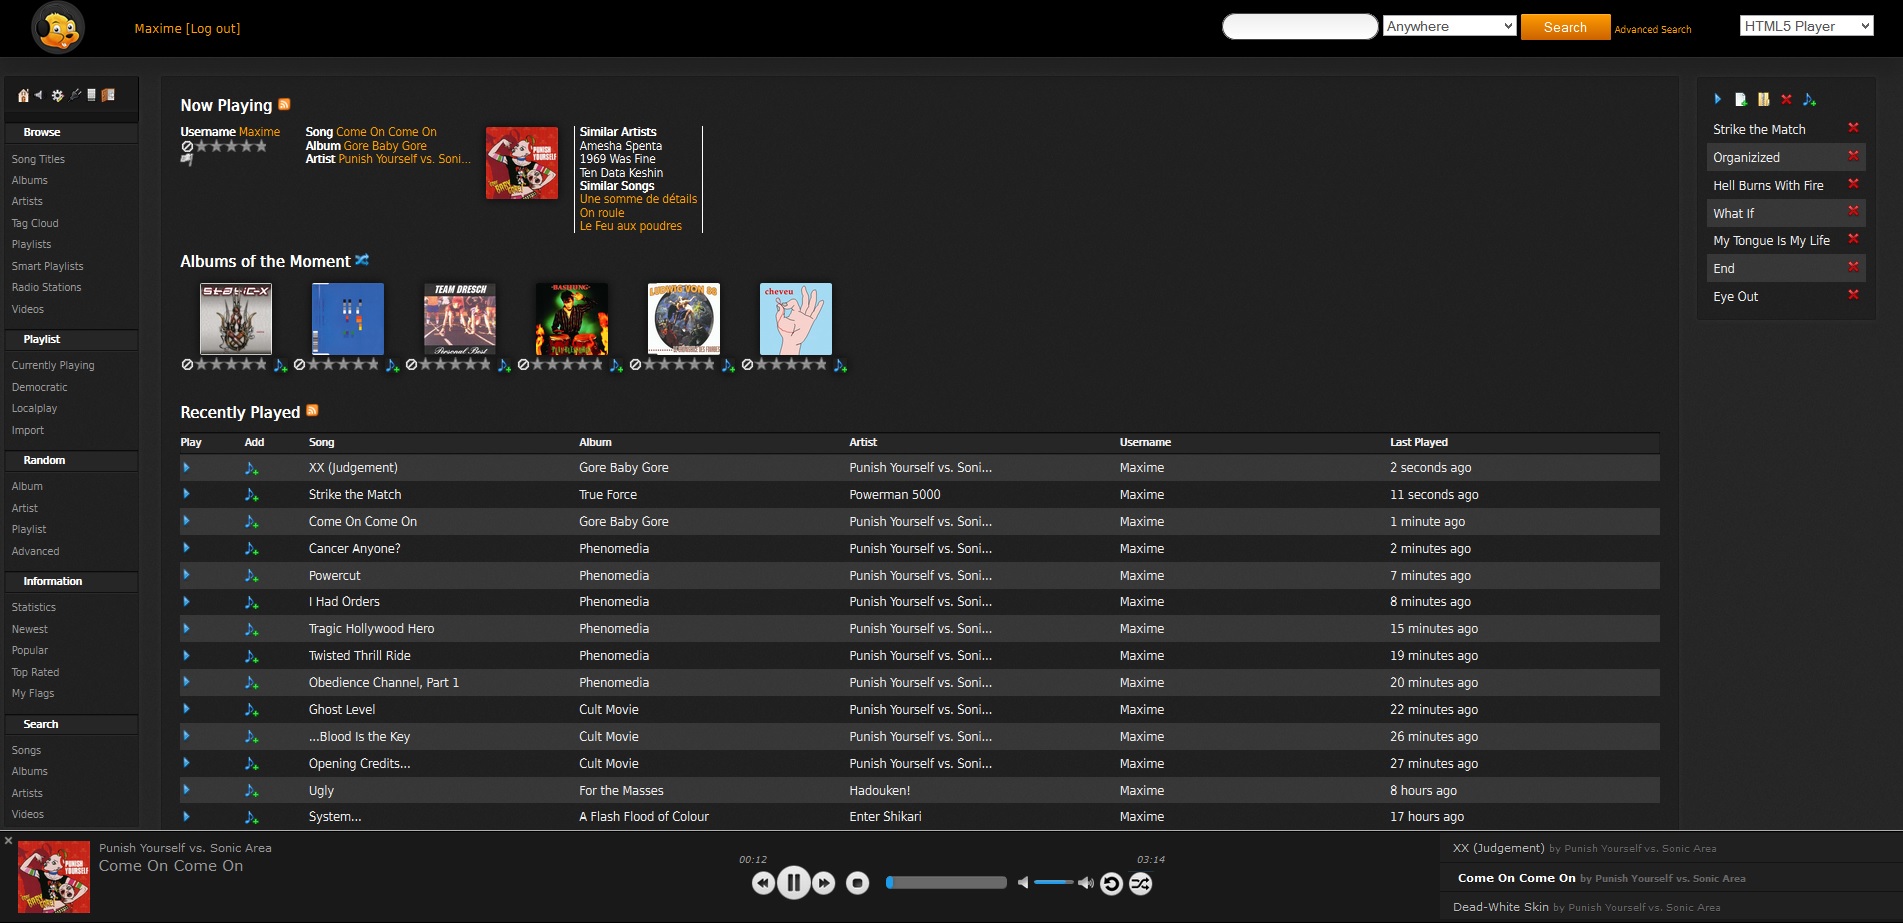 Maxime [Log out]
Anywhere
Search
Advanced Search
HTML5 Player
Browse
Song Titles
Albums
Artists
Tag Cloud
Playlists
Smart Playlists
Radio Stations
Videos
Playlist
Currently Playing
Democratic
Localplay
Import
Random
Album
Artist
Playlist
Advanced
Information
Statistics
Newest
Popular
Top Rated
My Flags
Search
Songs
Albums
Artists
Videos
Now Playing
Username Maxime
Song Come On Come On
Album Gore Baby Gore
Artist Punish Yourself vs. Soni...
PUNISH
YOURSELF
Similar Artists
Amesha Spenta
1969 Was Fine
Ten Data Keshin
Similar Songs
Une somme de détails
On roule
Le Feu aux poudres
Albums of the Moment
STATIC-X
TEAM DRESCH
Personal Best
BASHUNG
LUDWIG VON 88
cheveu
Recently Played
Play Add Song Album Artist Username Last Played
XX (Judgement) Gore Baby Gore Punish Yourself vs. Soni... Maxime 2 seconds ago
Strike the Match True Force Powerman 5000 Maxime 11 seconds ago
Come On Come On Gore Baby Gore Punish Yourself vs. Soni... Maxime 1 minute ago
Cancer Anyone? Phenomedia Punish Yourself vs. Soni... Maxime 2 minutes ago
Powercut Phenomedia Punish Yourself vs. Soni... Maxime 7 minutes ago
I Had Orders Phenomedia Punish Yourself vs. Soni... Maxime 8 minutes ago
Tragic Hollywood Hero Phenomedia Punish Yourself vs. Soni... Maxime 15 minutes ago
Twisted Thrill Ride Phenomedia Punish Yourself vs. Soni... Maxime 19 minutes ago
Obedience Channel, Part 1 Phenomedia Punish Yourself vs. Soni... Maxime 20 minutes ago
Ghost Level Cult Movie Punish Yourself vs. Soni... Maxime 22 minutes ago
...Blood Is the Key Cult Movie Punish Yourself vs. Soni... Maxime 26 minutes ago
Opening Credits... Cult Movie Punish Yourself vs. Soni... Maxime 27 minutes ago
Ugly For the Masses Hadouken! Maxime 8 hours ago
System... A Flash Flood of Colour Enter Shikari Maxime 17 hours ago
Strike the Match
Organizized
Hell Burns With Fire
What If
My Tongue Is My Life
End
Eye Out
PUNISH
YOURSELF
Punish Yourself vs. Sonic Area
Come On Come On
00:12
03:14
XX (Judgement) by Punish Yourself vs. Sonic Area
Come On Come On by Punish Yourself vs. Sonic Area
Dead-White Skin by Punish Yourself vs. Sonic Area